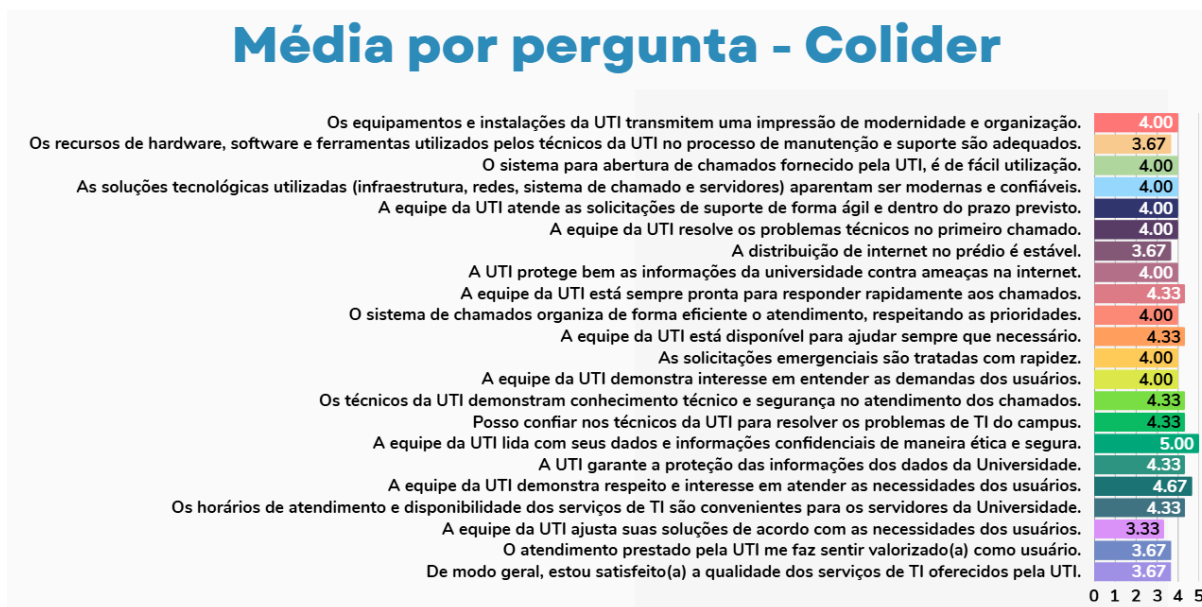 Média por pergunta - Colider
Os equipamentos e instalações da UTI transmitem uma impressão de modernidade e organização. 4.00
Os recursos de hardware, software e ferramentas utilizados pelos técnicos da UTI no processo de manutenção e suporte são adequados. 3.67
O sistema para abertura de chamados fornecido pela UTI, é de fácil utilização. 4.00
As soluções tecnológicas utilizadas (infraestrutura, redes, sistema de chamado e servidores) aparentam ser modernas e confiáveis. 4.00
A equipe da UTI atende as solicitações de suporte de forma ágil e dentro do prazo previsto. 4.00
A equipe da UTI resolve os problemas técnicos no primeiro chamado. 4.00
A distribuição de internet no prédio é estável. 3.67
A UTI protege bem as informações da universidade contra ameaças na internet. 4.00
A equipe da UTI está sempre pronta para responder rapidamente aos chamados. 4.33
O sistema de chamados organiza de forma eficiente o atendimento, respeitando as prioridades. 4.00
A equipe da UTI está disponível para ajudar sempre que necessário. 4.33
As solicitações emergenciais são tratadas com rapidez. 4.00
A equipe da UTI demonstra interesse em entender as demandas dos usuários. 4.00
Os técnicos da UTI demonstram conhecimento técnico e segurança no atendimento dos chamados. 4.33
Posso confiar nos técnicos da UTI para resolver os problemas de TI do campus. 4.33
A equipe da UTI lida com seus dados e informações confidenciais de maneira ética e segura. 5.00
A UTI garante a proteção das informações dos dados da Universidade. 4.33
A equipe da UTI demonstra respeito e interesse em atender as necessidades dos usuários. 4.67
Os horários de atendimento e disponibilidade dos serviços de TI são convenientes para os servidores da Universidade. 4.33
A equipe da UTI ajusta suas soluções de acordo com as necessidades dos usuários. 3.33
O atendimento prestado pela UTI me faz sentir valorizado(a) como usuário. 3.67
De modo geral, estou satisfeito(a) a qualidade dos serviços de TI oferecidos pela UTI. 3.67
0 1 2 3 4 5